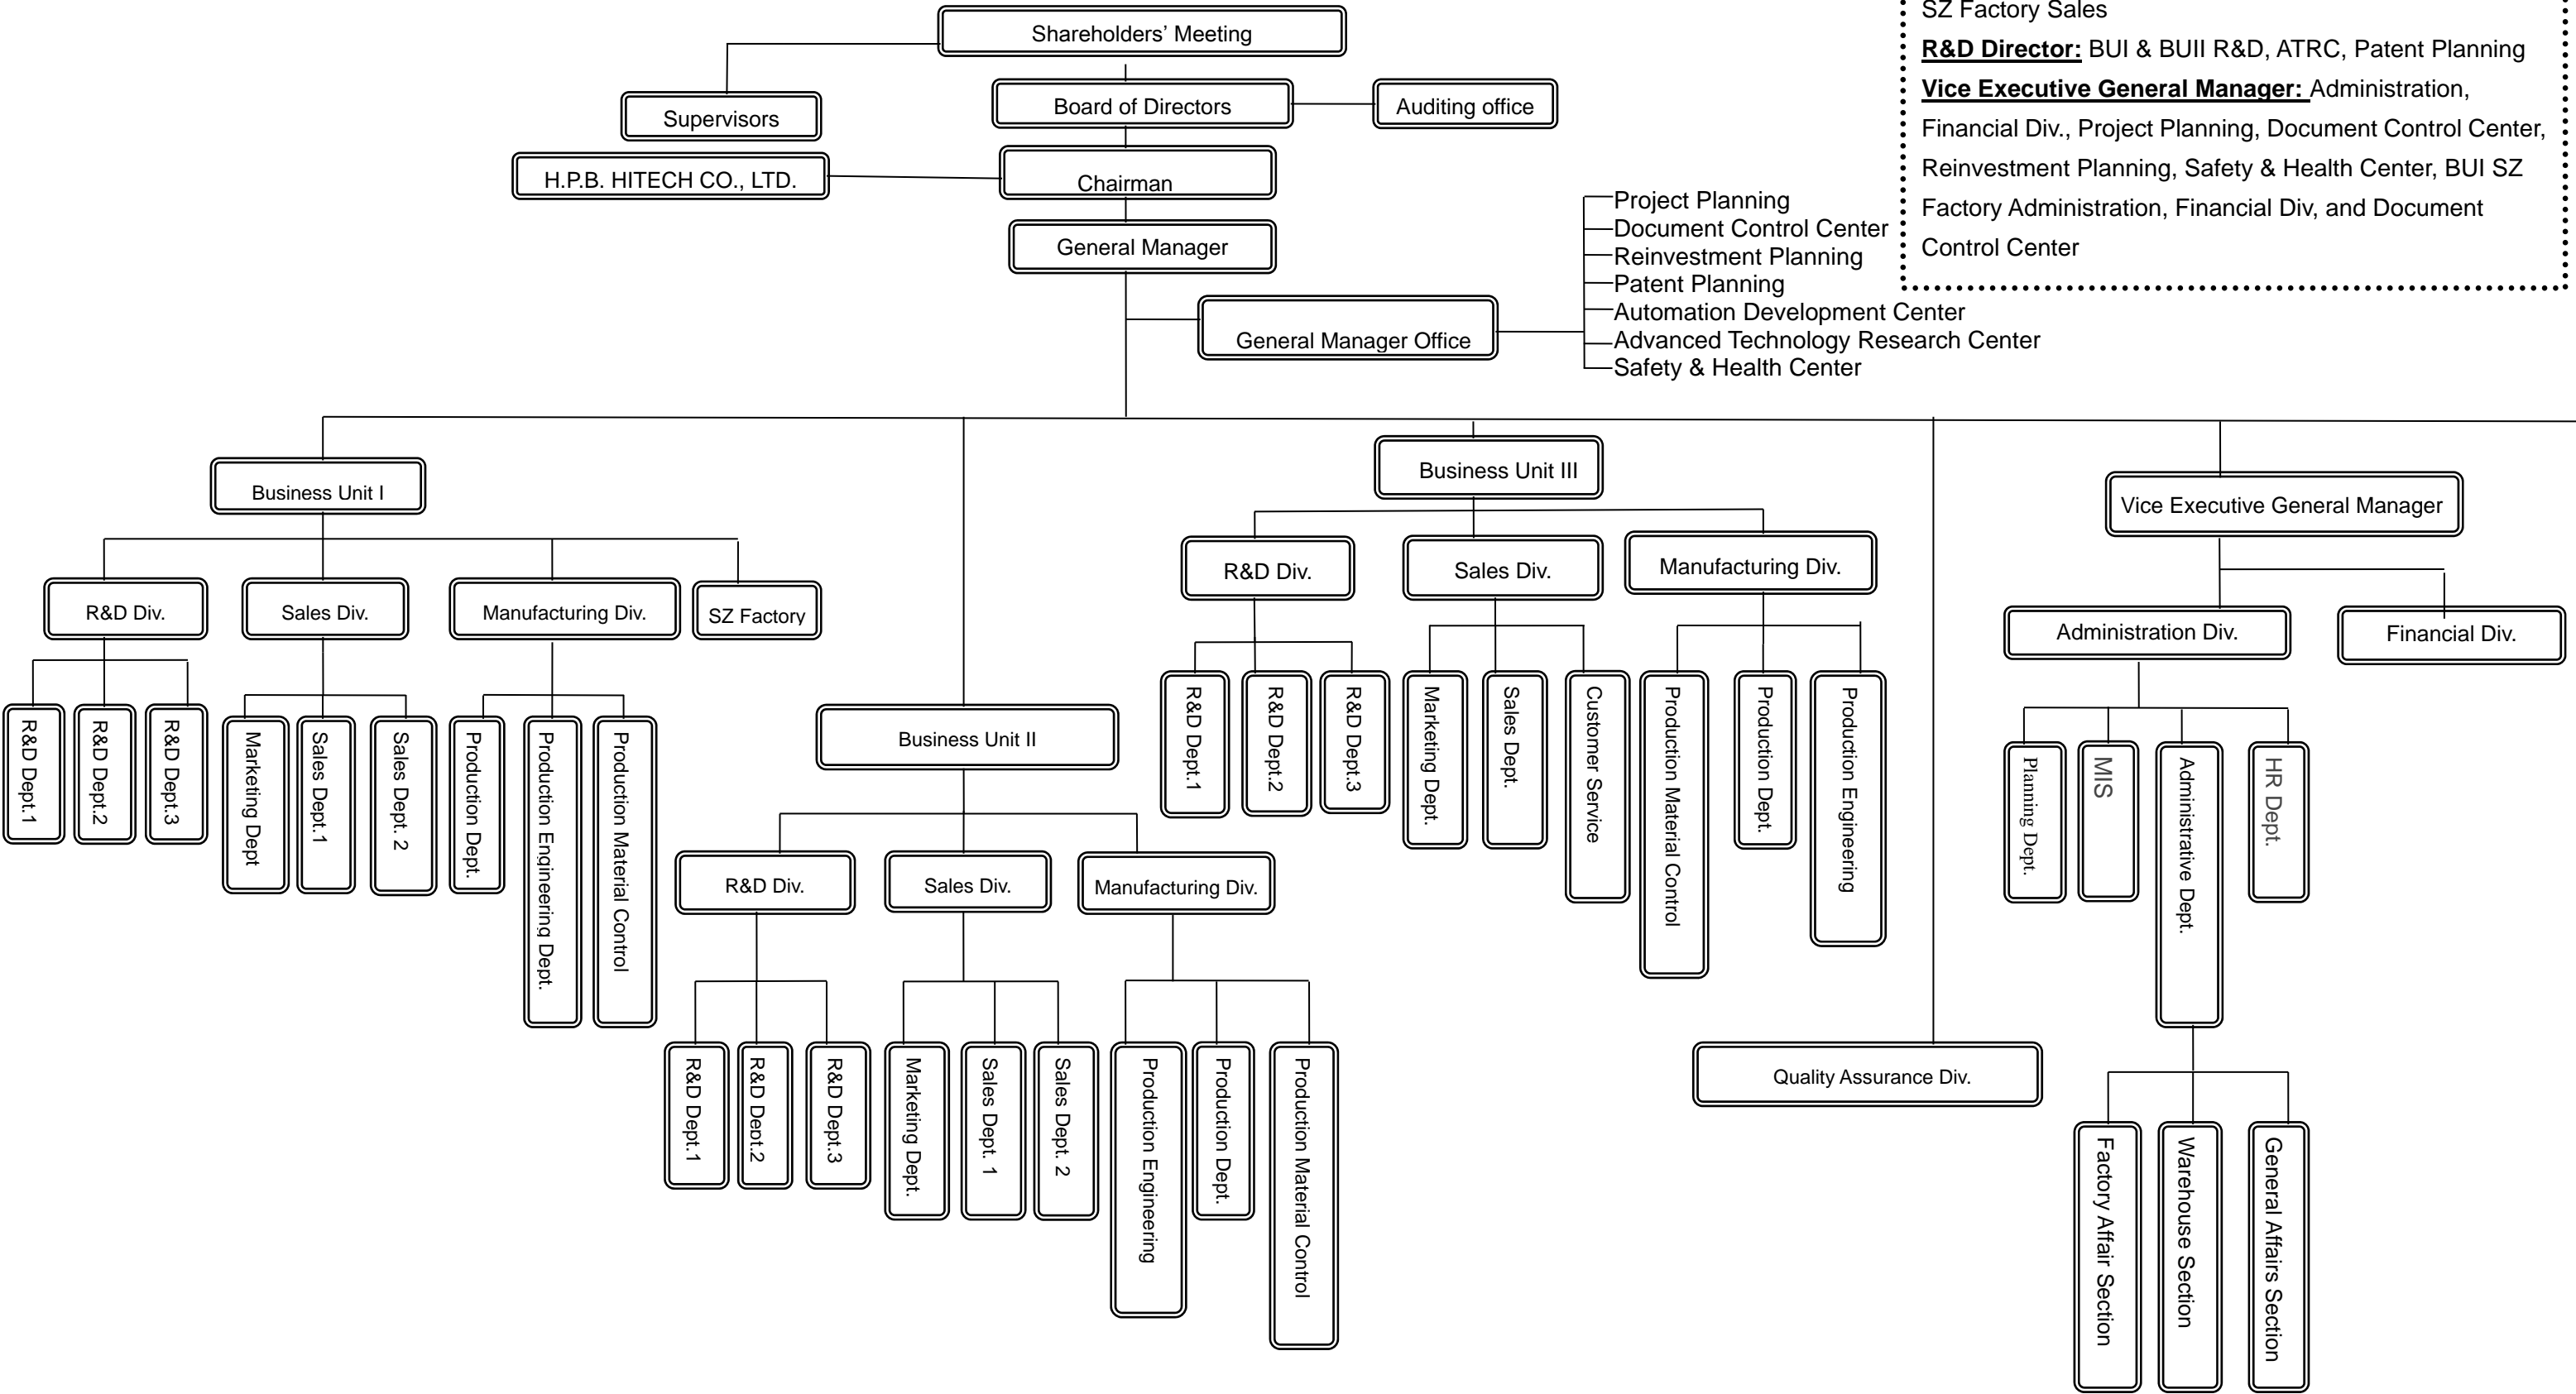 SZ Factory Sales
R&D Director: BUI & BUII R&D, ATRC, Patent Planning
Vice Executive General Manager: Administration,
Financial Div., Project Planning, Document Control Center,
Reinvestment Planning, Safety & Health Center, BUI SZ
Factory Administration, Financial Div, and Document
Control Center
Shareholders’ Meeting
Supervisors
Board of Directors
Auditing office
H.P.B. HITECH CO., LTD.
Chairman
General Manager
General Manager Office
Project Planning
Document Control Center
Reinvestment Planning
Patent Planning
Automation Development Center
Advanced Technology Research Center
Safety & Health Center
Business Unit I
R&D Div.
Sales Div.
Manufacturing Div.
SZ Factory
R&D Dept.1
R&D Dept.2
R&D Dept.3
Marketing Dept
Sales Dept.1
Sales Dept. 2
Production Dept.
Production Engineering Dept.
Production Material Control
Business Unit II
R&D Div.
Sales Div.
Manufacturing Div.
R&D Dept.1
R&D Dept.2
R&D Dept.3
Marketing Dept.
Sales Dept. 1
Sales Dept. 2
Production Engineering
Production Dept.
Production Material Control
Business Unit III
R&D Div.
Sales Div.
Manufacturing Div.
R&D Dept.1
R&D Dept.2
R&D Dept.3
Marketing Dept.
Sales Dept.
Customer Service
Production Material Control
Production Dept.
Production Engineering
Quality Assurance Div.
Vice Executive General Manager
Administration Div.
Financial Div.
Planning Dept.
MIS
Administrative Dept.
HR Dept.
Factory Affair Section
Warehouse Section
General Affairs Section